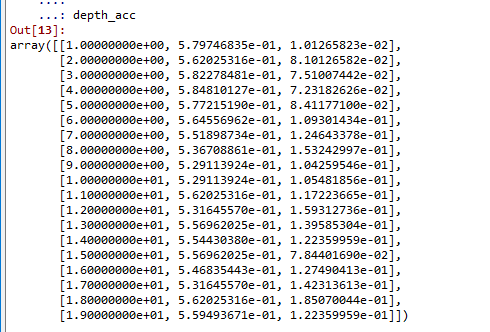 ...:
...: depth_acc
Out[13]:
array([[1.00000000e+00, 5.79746835e-01, 1.01265823e-02],
[2.00000000e+00, 5.62025316e-01, 8.10126582e-02],
[3.00000000e+00, 5.82278481e-01, 7.51007442e-02],
[4.00000000e+00, 5.84810127e-01, 7.23182626e-02],
[5.00000000e+00, 5.77215190e-01, 8.41177100e-02],
[6.00000000e+00, 5.64556962e-01, 1.09301434e-01],
[7.00000000e+00, 5.51898734e-01, 1.24643378e-01],
[8.00000000e+00, 5.36708861e-01, 1.53242997e-01],
[9.00000000e+00, 5.29113924e-01, 1.04259546e-01],
[1.00000000e+01, 5.29113924e-01, 1.05481856e-01],
[1.10000000e+01, 5.62025316e-01, 1.17223665e-01],
[1.20000000e+01, 5.31645570e-01, 1.59312736e-01],
[1.30000000e+01, 5.56962025e-01, 1.39585304e-01],
[1.40000000e+01, 5.54430380e-01, 1.22359959e-01],
[1.50000000e+01, 5.56962025e-01, 7.84401690e-02],
[1.60000000e+01, 5.46835443e-01, 1.27490413e-01],
[1.70000000e+01, 5.31645570e-01, 1.42313613e-01],
[1.80000000e+01, 5.62025316e-01, 1.85070044e-01],
[1.90000000e+01, 5.59493671e-01, 1.22359959e-01]])